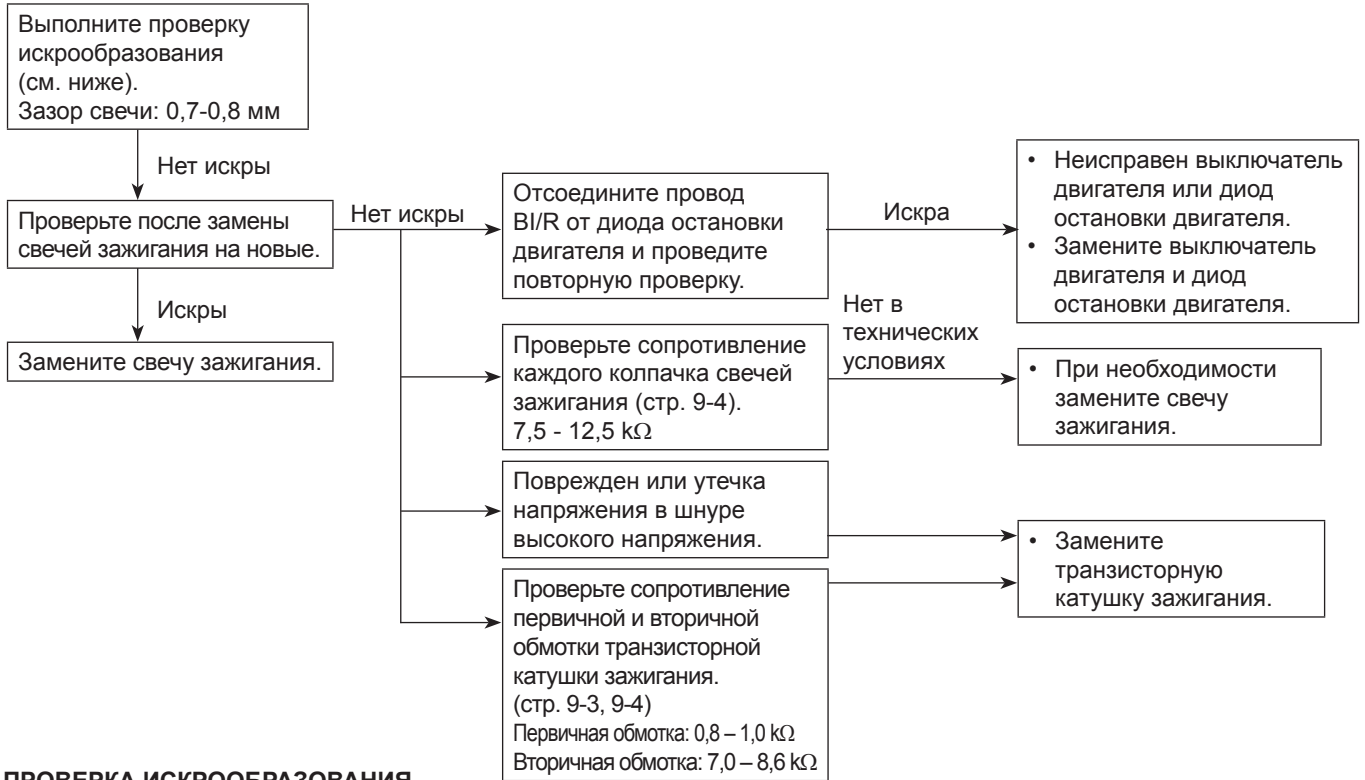 Выполните проверку
искрообразования
(см. ниже).
Зазор свечи: 0,7-0,8 мм
Нет искры
Проверьте после замены
свечей зажигания на новые.
Искры
Замените свечу зажигания.
Нет искры
Отсоедините провод
BI/R от диода остановки
двигателя и проведите
повторную проверку.
Искра
• Неисправен выключатель
двигателя или диод
остановки двигателя.
• Замените выключатель
двигателя и диод
остановки двигателя.
Проверьте сопротивление
каждого колпачка свечей
зажигания (стр. 9-4).
7,5 - 12,5 kΩ
Нет в
технических
условиях
• При необходимости
замените свечу
зажигания.
Поврежден или утечка
напряжения в шнуре
высокого напряжения.
Проверьте сопротивление
первичной и вторичной
обмотки транзисторной
катушки зажигания.
(стр. 9-3, 9-4)
Первичная обмотка: 0,8 – 1,0 kΩ
Вторичная обмотка: 7,0 – 8,6 kΩ
• Замените
транзисторную
катушку зажигания.
ПРОВЕРКА ИСКРООБРАЗОВАНИЯ